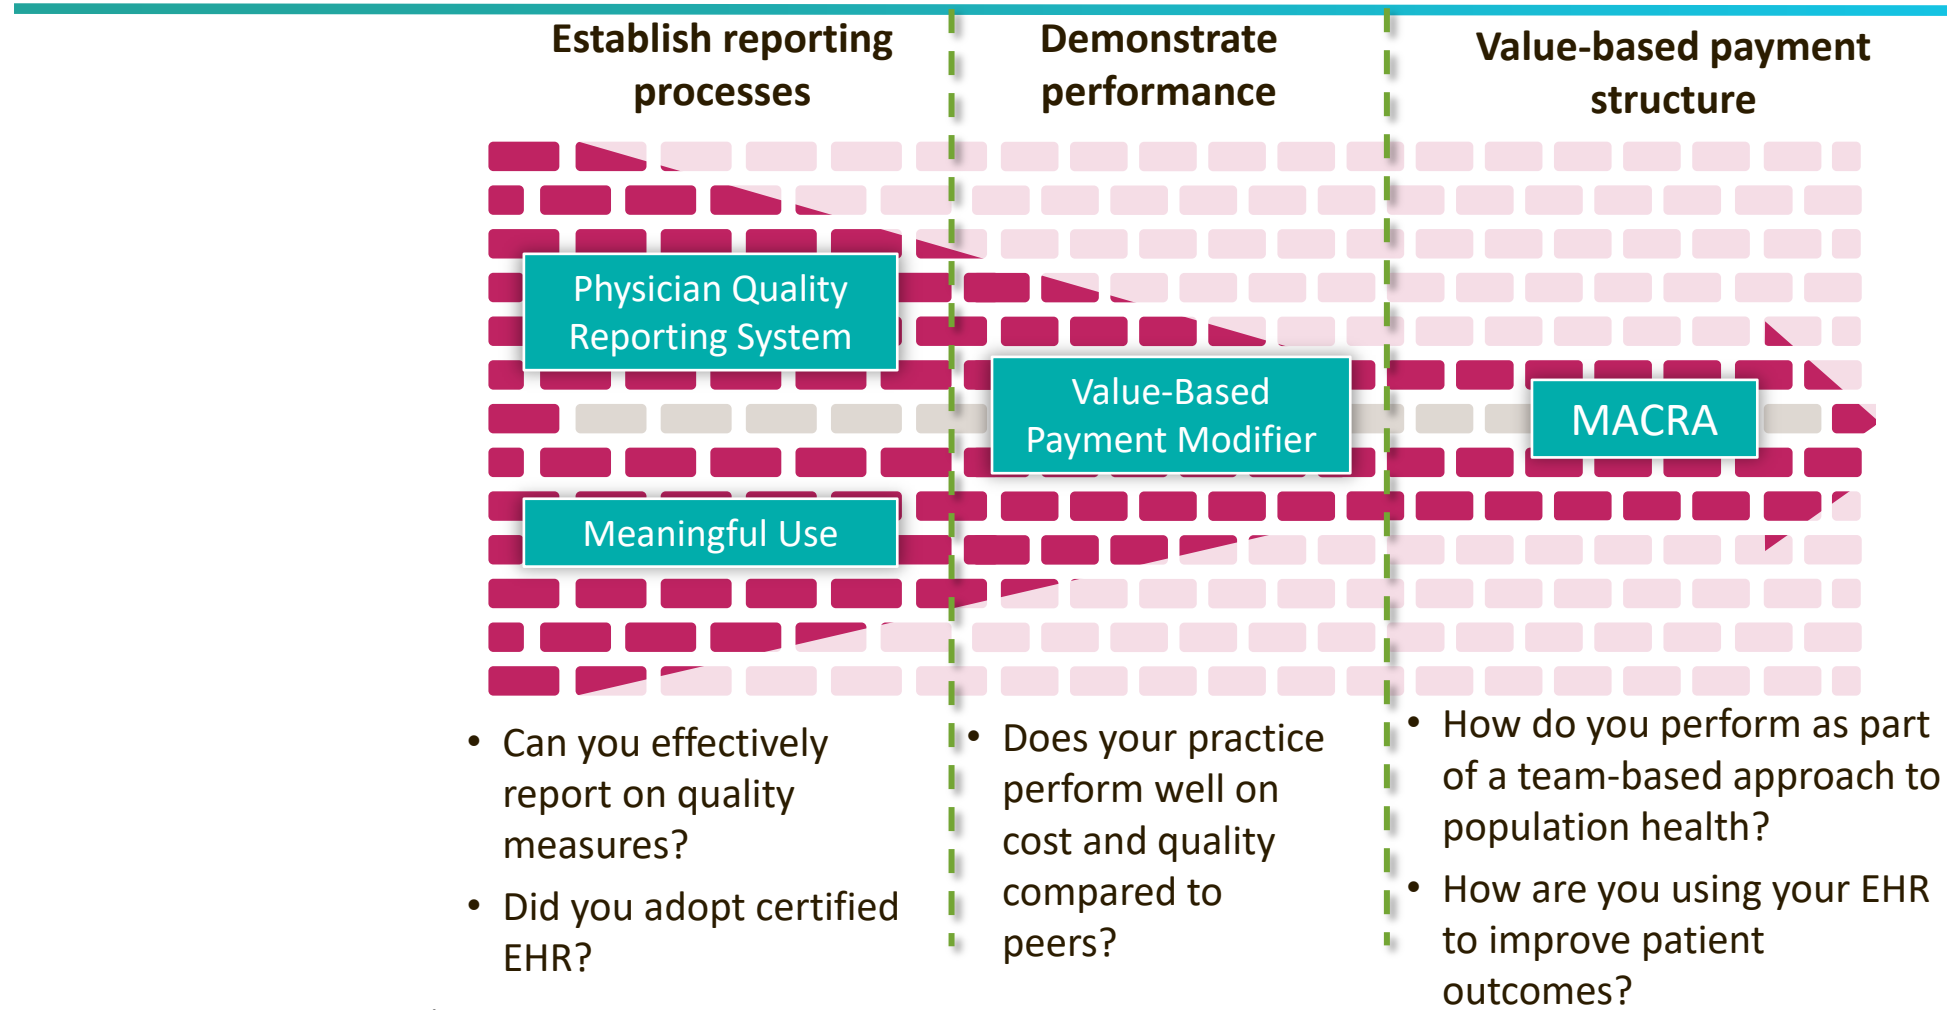 Establish reporting
processes
Demonstrate
performance
Value-based payment
structure
Physician Quality
Reporting System
Meaningful Use
Value-Based
Payment Modifier
MACRA
• Can you effectively
report on quality
measures?
• Did you adopt certified
EHR?
• Does your practice
perform well on
cost and quality
compared to
peers?
• How do you perform as part
of a team-based approach to
population health?
• How are you using your EHR
to improve patient
outcomes?